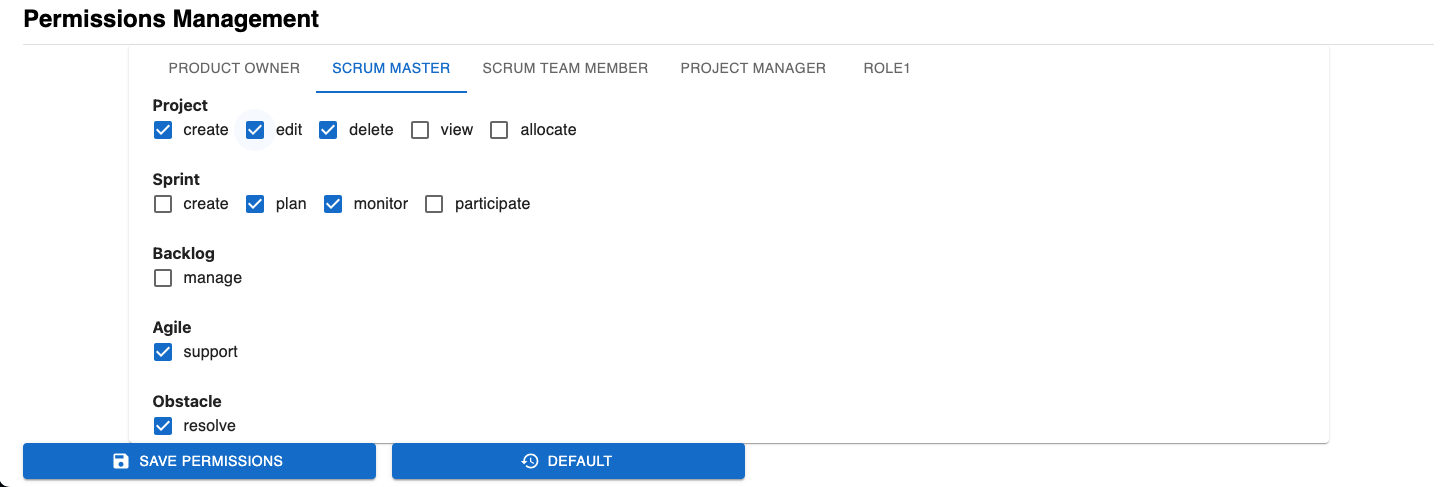 Permissions Management
PRODUCT OWNER SCRUM MASTER SCRUM TEAM MEMBER PROJECT MANAGER ROLE1
Project
create edit delete view allocate
Sprint
create plan monitor participate
Backlog
manage
Agile
support
Obstacle
resolve
SAVE PERMISSIONS DEFAULT